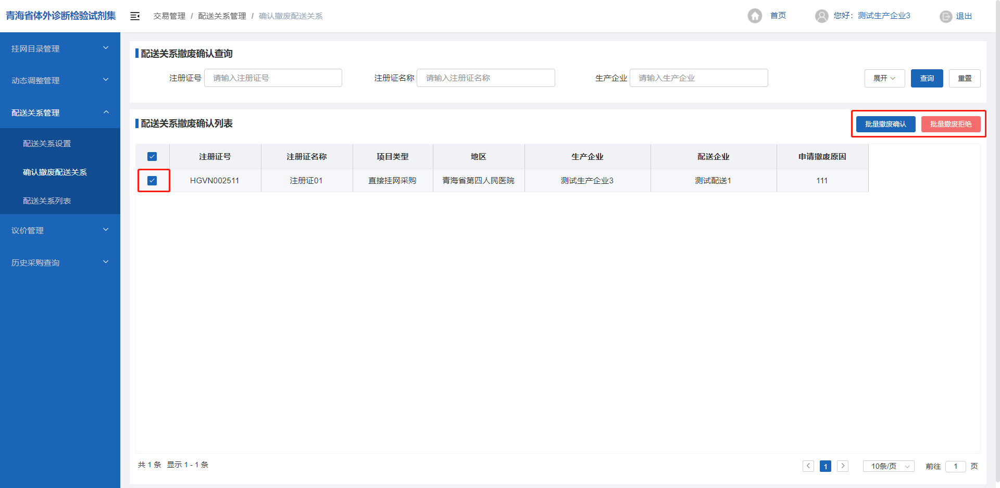 青海省体外诊断检验试剂集
交易管理 / 配送关系管理 / 确认撤废配送关系
首页
您好：测试生产企业3
退出
挂网目录管理
动态调整管理
配送关系管理
配送关系设置
确认撤废配送关系
配送关系列表
议价管理
历史采购查询
配送关系撤废确认查询
注册证号 请输入注册证号 注册证名称 请输入注册证名称 生产企业 请输入生产企业 展开 查询 重置
配送关系撤废确认列表
批量撤废确认 批量撤废拒绝
注册证号 注册证名称 项目类型 地区 生产企业 配送企业 申请撤废原因
HGVN002511 注册证01 直接挂网采购 青海省第四人民医院 测试生产企业3 测试配送1 111
共 1 条 显示 1 - 1 条
1 10条/页 前往 1 页